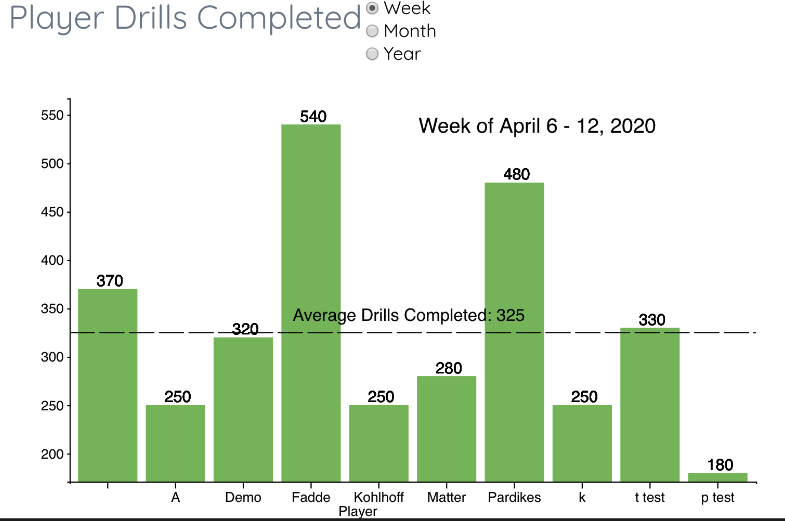 Player Drills Completed
Week
Month
Year
Week of April 6 - 12, 2020
550
500
450
400
350
300
250
200
370
250
320
540
250
280
480
250
330
180
Average Drills Completed: 325
A
Demo
Fadde
Kohlhoff
Matter
Pardikes
k
t test
p test
Player